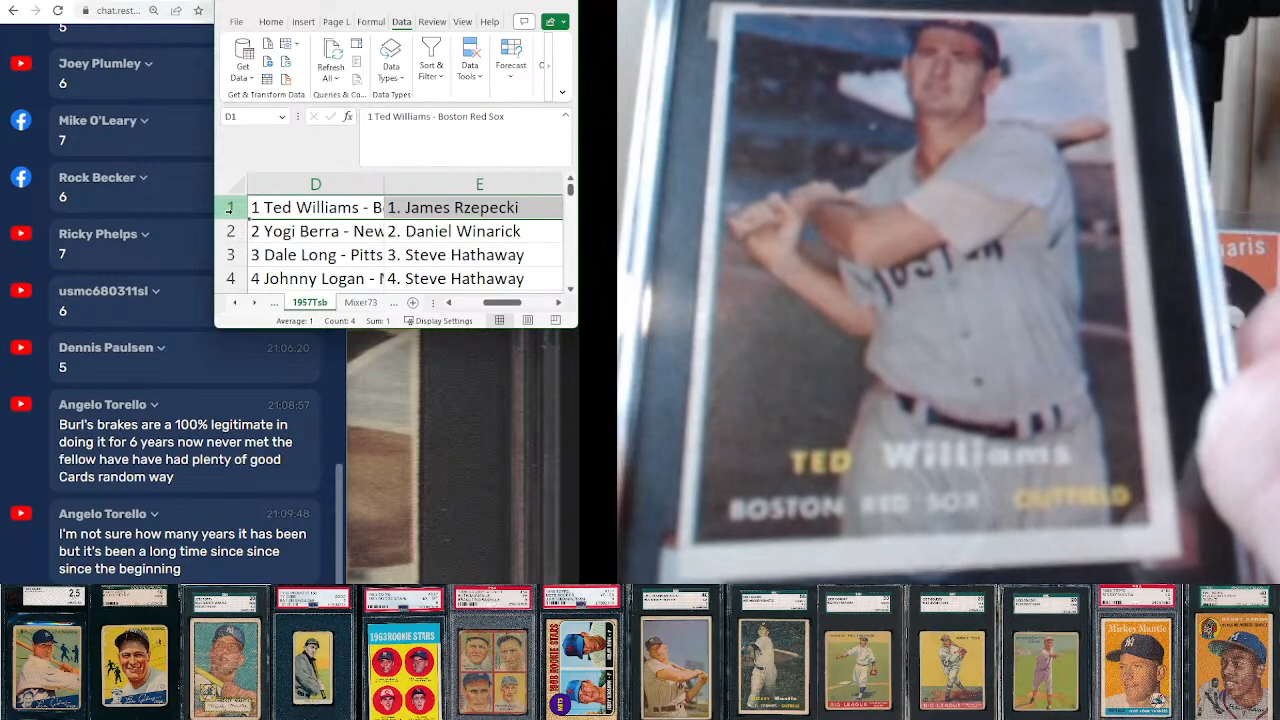 chat.rest...
5
Joey Plumley
6
Mike O'Leary
7
Rock Becker
6
Ricky Phelps
7
usmc680311sl
6
Dennis Paulsen 21:06:20
5
Angelo Torello 21:08:57
Burl's brakes are a 100% legitimate in
doing it for 6 years now never met the
fellow have have had plenty of good
Cards random way
Angelo Torello 21:09:48
I'm not sure how many years it has been
but it's been a long time since since
the beginning
File Home Insert Page L Formul Data Review View Help
Get Data
Refresh All
Data Types
Sort & Filter
Data Tools
Forecast
Get & Transform Data Queries & Co... Data Types
D1 fx 1 Ted Williams - Boston Red Sox
D E
1 1 Ted Williams - B 1. James Rzepecki
2 2 Yogi Berra - New 2. Daniel Winarick
3 3 Dale Long - Pitts 3. Steve Hathaway
4 4 Johnny Logan - 4. Steve Hathaway
... 1957Tsb Mixer73 ...
Average: 1 Count: 4 Sum: 1 Display Settings
BOSTON
TED Williams
BOSTON RED SOX OUTFIELD
aris
1963 ROOKIE STARS
BIG LEAGUE
BIG LEAGUE
Mickey Mantle